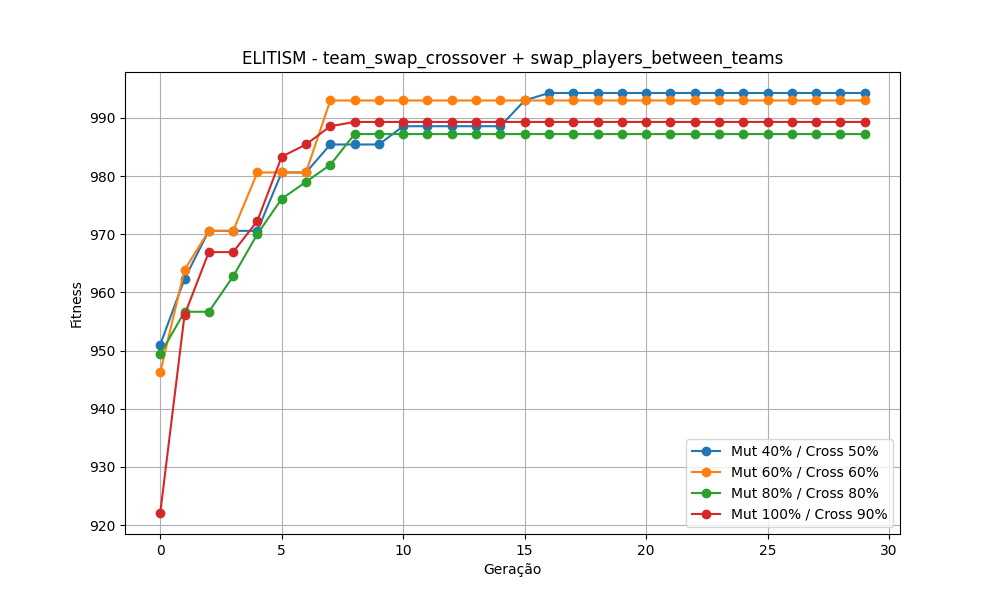 ELITISM - team_swap_crossover + swap_players_between_teams
Fitness
990
980
970
960
950
940
930
920
0 5 10 15 20 25 30
Geração
Mut 40% / Cross 50%
Mut 60% / Cross 60%
Mut 80% / Cross 80%
Mut 100% / Cross 90%